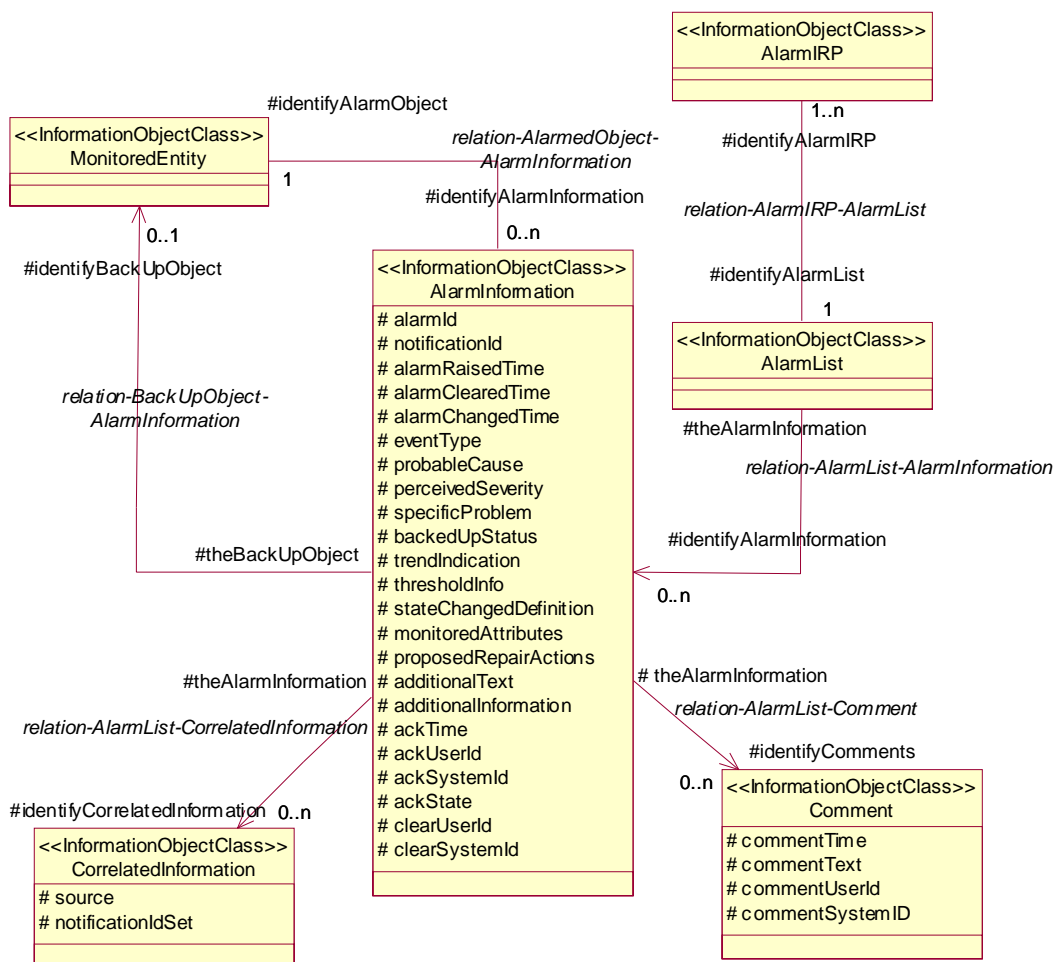 <<InformationObjectClass>>
AlarmIRP
1..n
#identifyAlarmIRP
relation-AlarmIRP-AlarmList
#identifyAlarmList
1
<<InformationObjectClass>>
AlarmList
#theAlarmInformation
relation-AlarmList-AlarmInformation
#identifyAlarmInformation
0..n
#identifyAlarmObject
<<InformationObjectClass>>
MonitoredEntity
1
relation-AlarmedObject-
AlarmInformation
#identifyAlarmInformation
0..n
0..1
#identifyBackUpObject
relation-BackUpObject-
AlarmInformation
#theBackUpObject
<<InformationObjectClass>>
AlarmInformation
# alarmId
# notificationId
# alarmRaisedTime
# alarmClearedTime
# alarmChangedTime
# eventType
# probableCause
# perceivedSeverity
# specificProblem
# backedUpStatus
# trendIndication
# thresholdInfo
# stateChangedDefinition
# monitoredAttributes
# proposedRepairActions
# additionalText
# additionalInformation
# ackTime
# ackUserId
# ackSystemId
# ackState
# clearUserId
# clearSystemId
#theAlarmInformation
relation-AlarmList-CorrelatedInformation
#identifyCorrelatedInformation
0..n
<<InformationObjectClass>>
CorrelatedInformation
# source
# notificationIdSet
# theAlarmInformation
relation-AlarmList-Comment
#identifyComments
0..n
<<InformationObjectClass>>
Comment
# commentTime
# commentText
# commentUserId
# commentSystemID